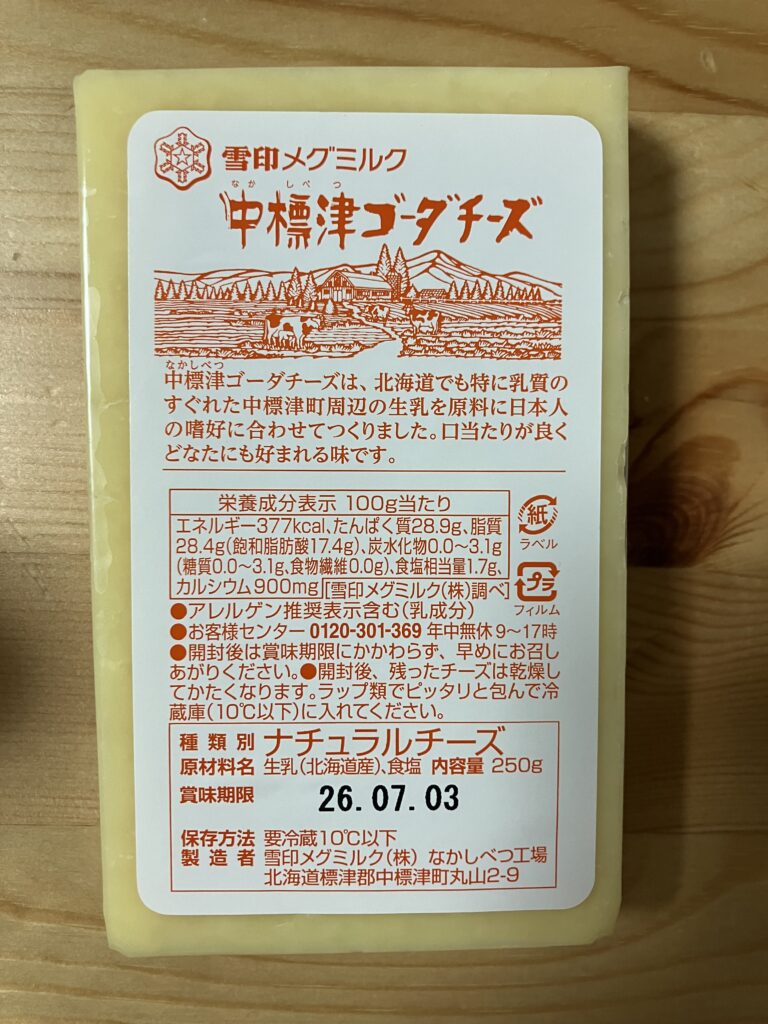 雪印メグミルク
なかしべつ
中標津ゴーダチーズ
なかしべつ
中標津ゴーダチーズは、北海道でも特に乳質の
すぐれた中標津町周辺の生乳を原料に日本人
の嗜好に合わせてつくりました。口当たりが良く
どなたにも好まれる味です。
栄養成分表示 100g当たり
エネルギー377kcal、たんぱく質28.9g、脂質
28.4g(飽和脂肪酸17.4g)、炭水化物0.0～3.1g
(糖質0.0～3.1g、食物繊維0.0g)、食塩相当量1.7g、
カルシウム900mg [雪印メグミルク(株)調べ]
紙
ラベル
プラ
フィルム
●アレルゲン推奨表示含む(乳成分)
●お客様センター 0120-301-369 年中無休 9～17時
●開封後は賞味期限にかかわらず、早めにお召し
あがりください。●開封後、残ったチーズは乾燥し
てかたくなります。ラップ類でピッタリと包んで冷
蔵庫(10℃以下)に入れてください。
種類別 ナチュラルチーズ
原材料名 生乳(北海道産)、食塩 内容量 250g
賞味期限 26.07.03
保存方法 要冷蔵10℃以下
製造者 雪印メグミルク(株) なかしべつ工場
北海道標津郡中標津町丸山2-9